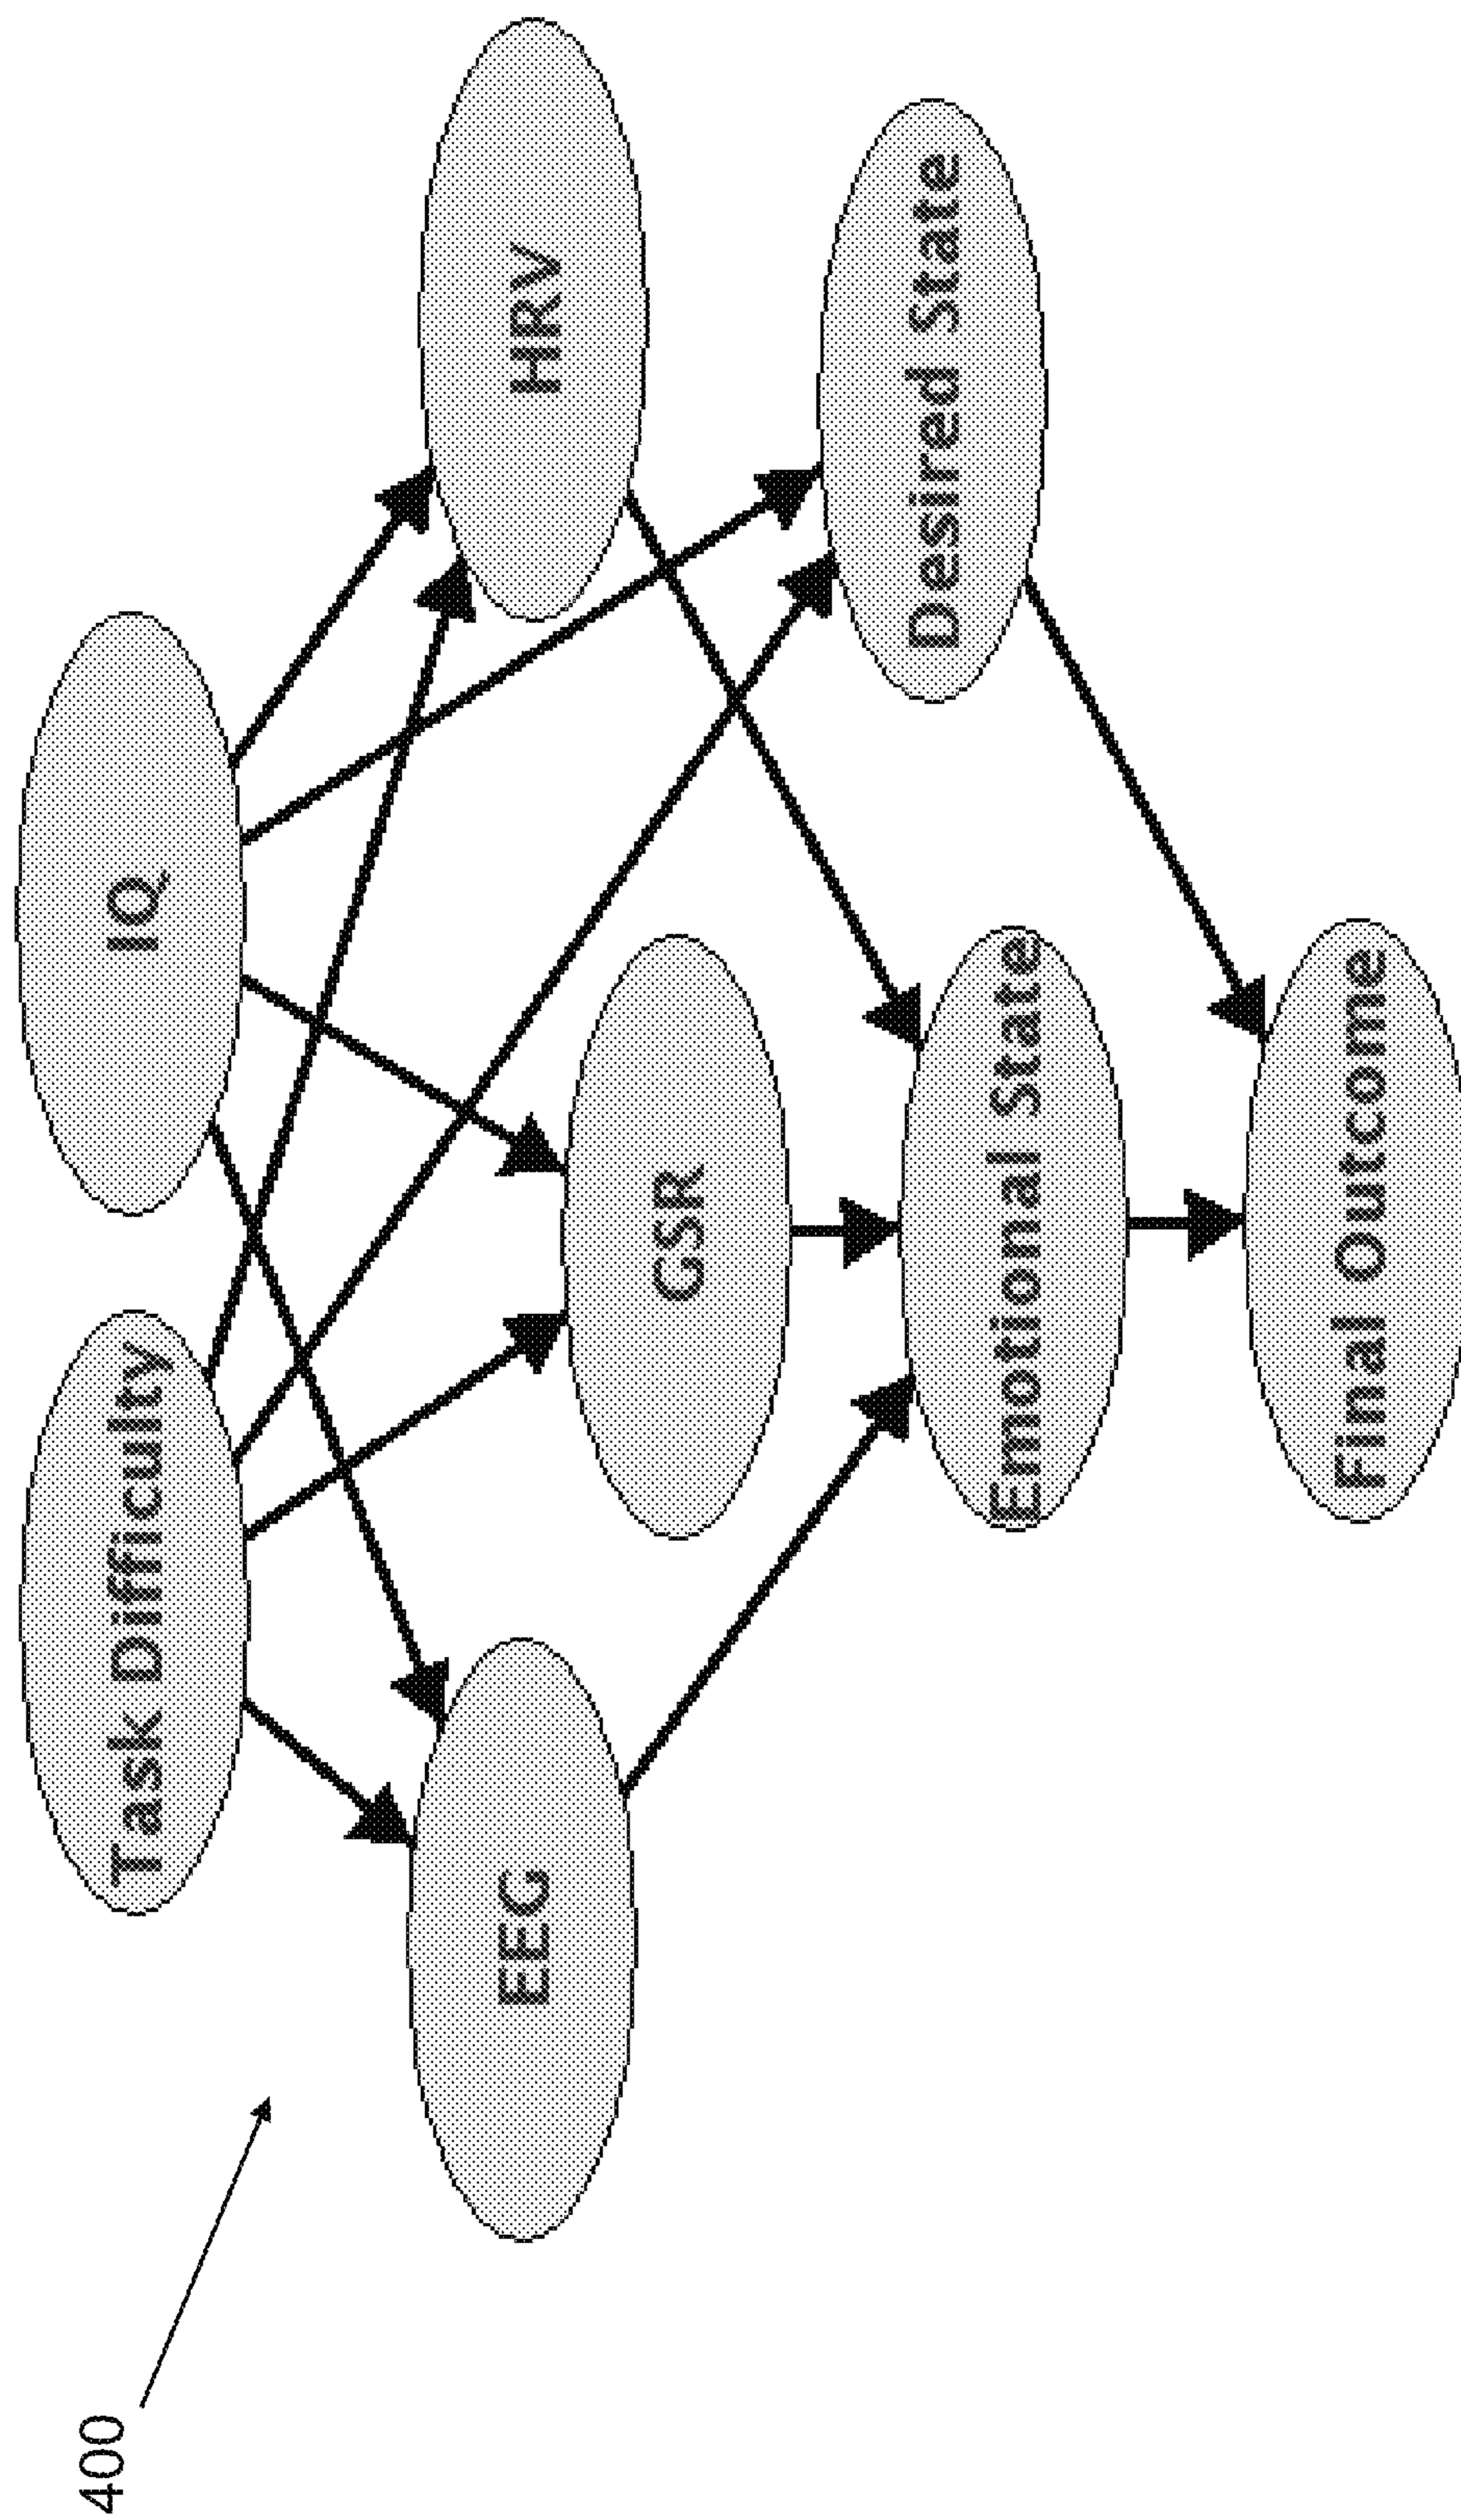 400
Task Difficulty
IQ
EEG
HRV
GSR
Desired State
Emotional State
Final Outcome